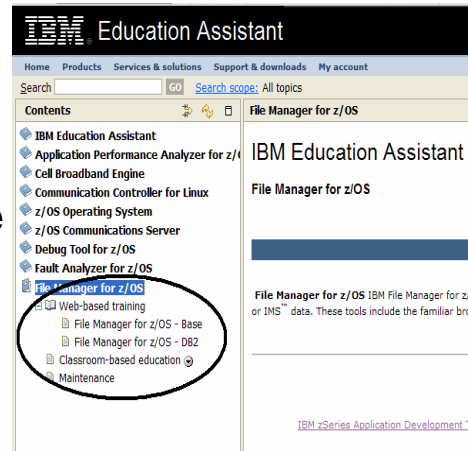 IBM. Education Assistant
Home Products Services & solutions Support & downloads My account
Search GO Search scope: All topics
Contents
IBM Education Assistant
Application Performance Analyzer for z/
Cell Broadband Engine
Communication Controller for Linux
z/OS Operating System
z/OS Communications Server
Debug Tool for z/OS
Fault Analyzer for z/OS
File Manager for z/OS
Web-based training
File Manager for z/OS - Base
File Manager for z/OS - DB2
Classroom-based education
Maintenance
e
File Manager for z/OS
IBM Education Assistant
File Manager for z/OS
File Manager for z/OS IBM File Manager for z/
or IMS™ data. These tools include the familiar bro
IBM zSeries Application Development T